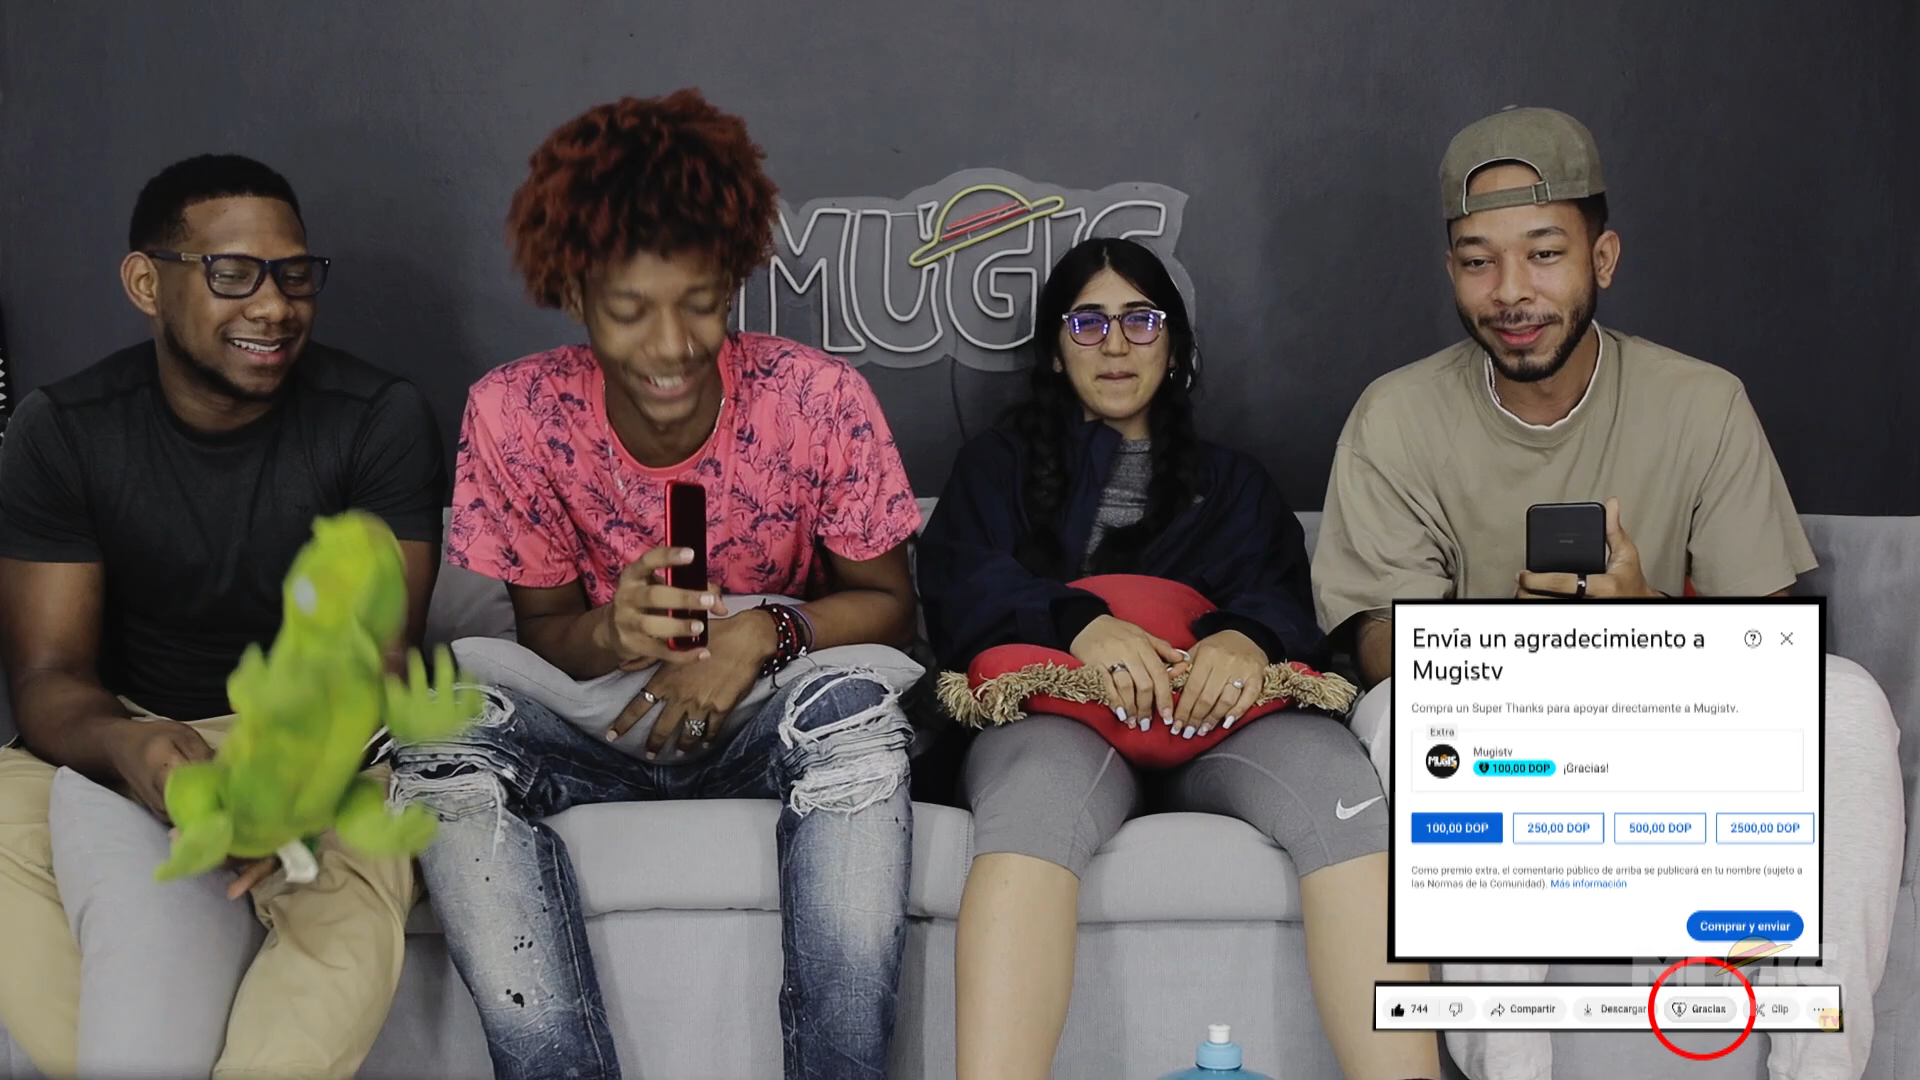 MUGIS
Envía un agradecimiento a
Mugistv
Compra un Super Thanks para apoyar directamente a Mugistv.
Extra
MUGIS
Mugistv
100,00 DOP ¡Gracias!
100,00 DOP 250,00 DOP 500,00 DOP 2500,00 DOP
Como premio extra, el comentario público de arriba se publicará en tu nombre (sujeto a
las Normas de la Comunidad). Más información
Comprar y enviar
MUGIS
744 Compartir Descargar Gracias Clip ...
TV